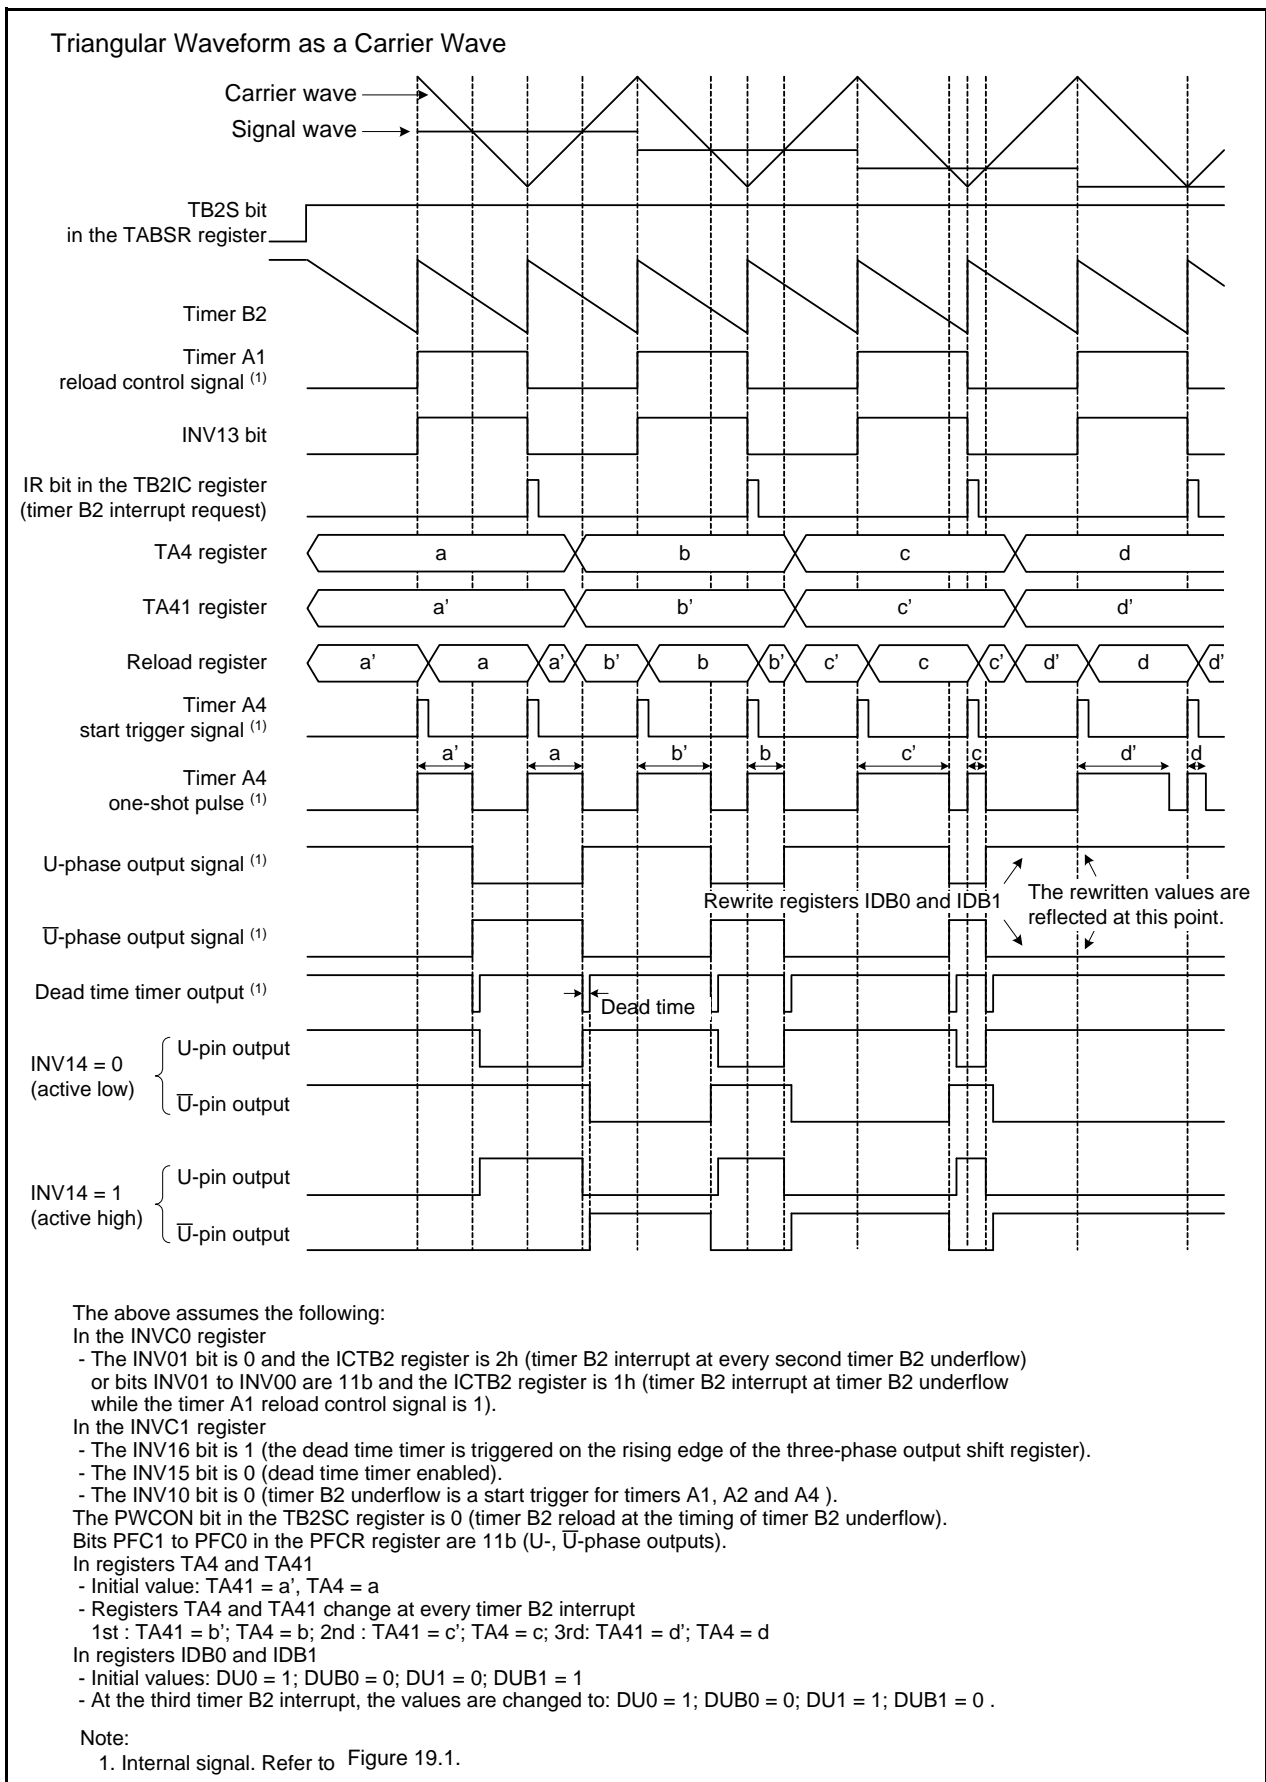 Triangular Waveform as a Carrier Wave
Carrier wave
Signal wave
TB2S bit
in the TABSR register
Timer B2
Timer A1
reload control signal (1)
INV13 bit
IR bit in the TB2IC register
(timer B2 interrupt request)
TA4 register
a b c d
TA41 register
a’ b’ c’ d’
Reload register
a’ a a’ b’ b b’ c’ c c’ d’ d d’
Timer A4
start trigger signal (1)
a’ a b’ b c’ c d’ d
Timer A4
one-shot pulse (1)
U-phase output signal (1)
Rewrite registers IDB0 and IDB1
The rewritten values are
reflected at this point.
U̅-phase output signal (1)
Dead time timer output (1)
Dead time
INV14 = 0
(active low)
U-pin output
U̅-pin output
INV14 = 1
(active high)
U-pin output
U̅-pin output
The above assumes the following:
In the INVC0 register
- The INV01 bit is 0 and the ICTB2 register is 2h (timer B2 interrupt at every second timer B2 underflow)
or bits INV01 to INV00 are 11b and the ICTB2 register is 1h (timer B2 interrupt at timer B2 underflow
while the timer A1 reload control signal is 1).
In the INVC1 register
- The INV16 bit is 1 (the dead time timer is triggered on the rising edge of the three-phase output shift register).
- The INV15 bit is 0 (dead time timer enabled).
- The INV10 bit is 0 (timer B2 underflow is a start trigger for timers A1, A2 and A4 ).
The PWCON bit in the TB2SC register is 0 (timer B2 reload at the timing of timer B2 underflow).
Bits PFC1 to PFC0 in the PFCR register are 11b (U-, U̅-phase outputs).
In registers TA4 and TA41
- Initial value: TA41 = a’, TA4 = a
- Registers TA4 and TA41 change at every timer B2 interrupt
1st : TA41 = b’; TA4 = b; 2nd : TA41 = c’; TA4 = c; 3rd: TA41 = d’; TA4 = d
In registers IDB0 and IDB1
- Initial values: DU0 = 1; DUB0 = 0; DU1 = 0; DUB1 = 1
- At the third timer B2 interrupt, the values are changed to: DU0 = 1; DUB0 = 0; DU1 = 1; DUB1 = 0 .
Note:
1. Internal signal. Refer to Figure 19.1.